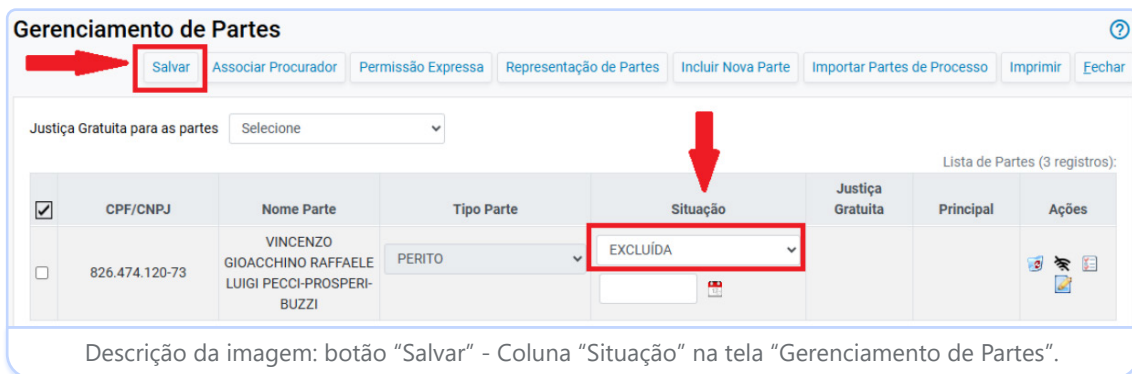 Gerenciamento de Partes
Salvar Associar Procurador Permissão Expressa Representação de Partes Incluir Nova Parte Importar Partes de Processo Imprimir Fechar
Justiça Gratuita para as partes Selecione
Lista de Partes (3 registros):
CPF/CNPJ Nome Parte Tipo Parte Situação Justiça Gratuita Principal Ações
826.474.120-73 VINCENZO GIOACCHINO RAFFAELE LUIGI PECCI-PROSPERI-BUZZI PERITO EXCLUÍDA
Descrição da imagem: botão “Salvar” - Coluna “Situação” na tela “Gerenciamento de Partes”.